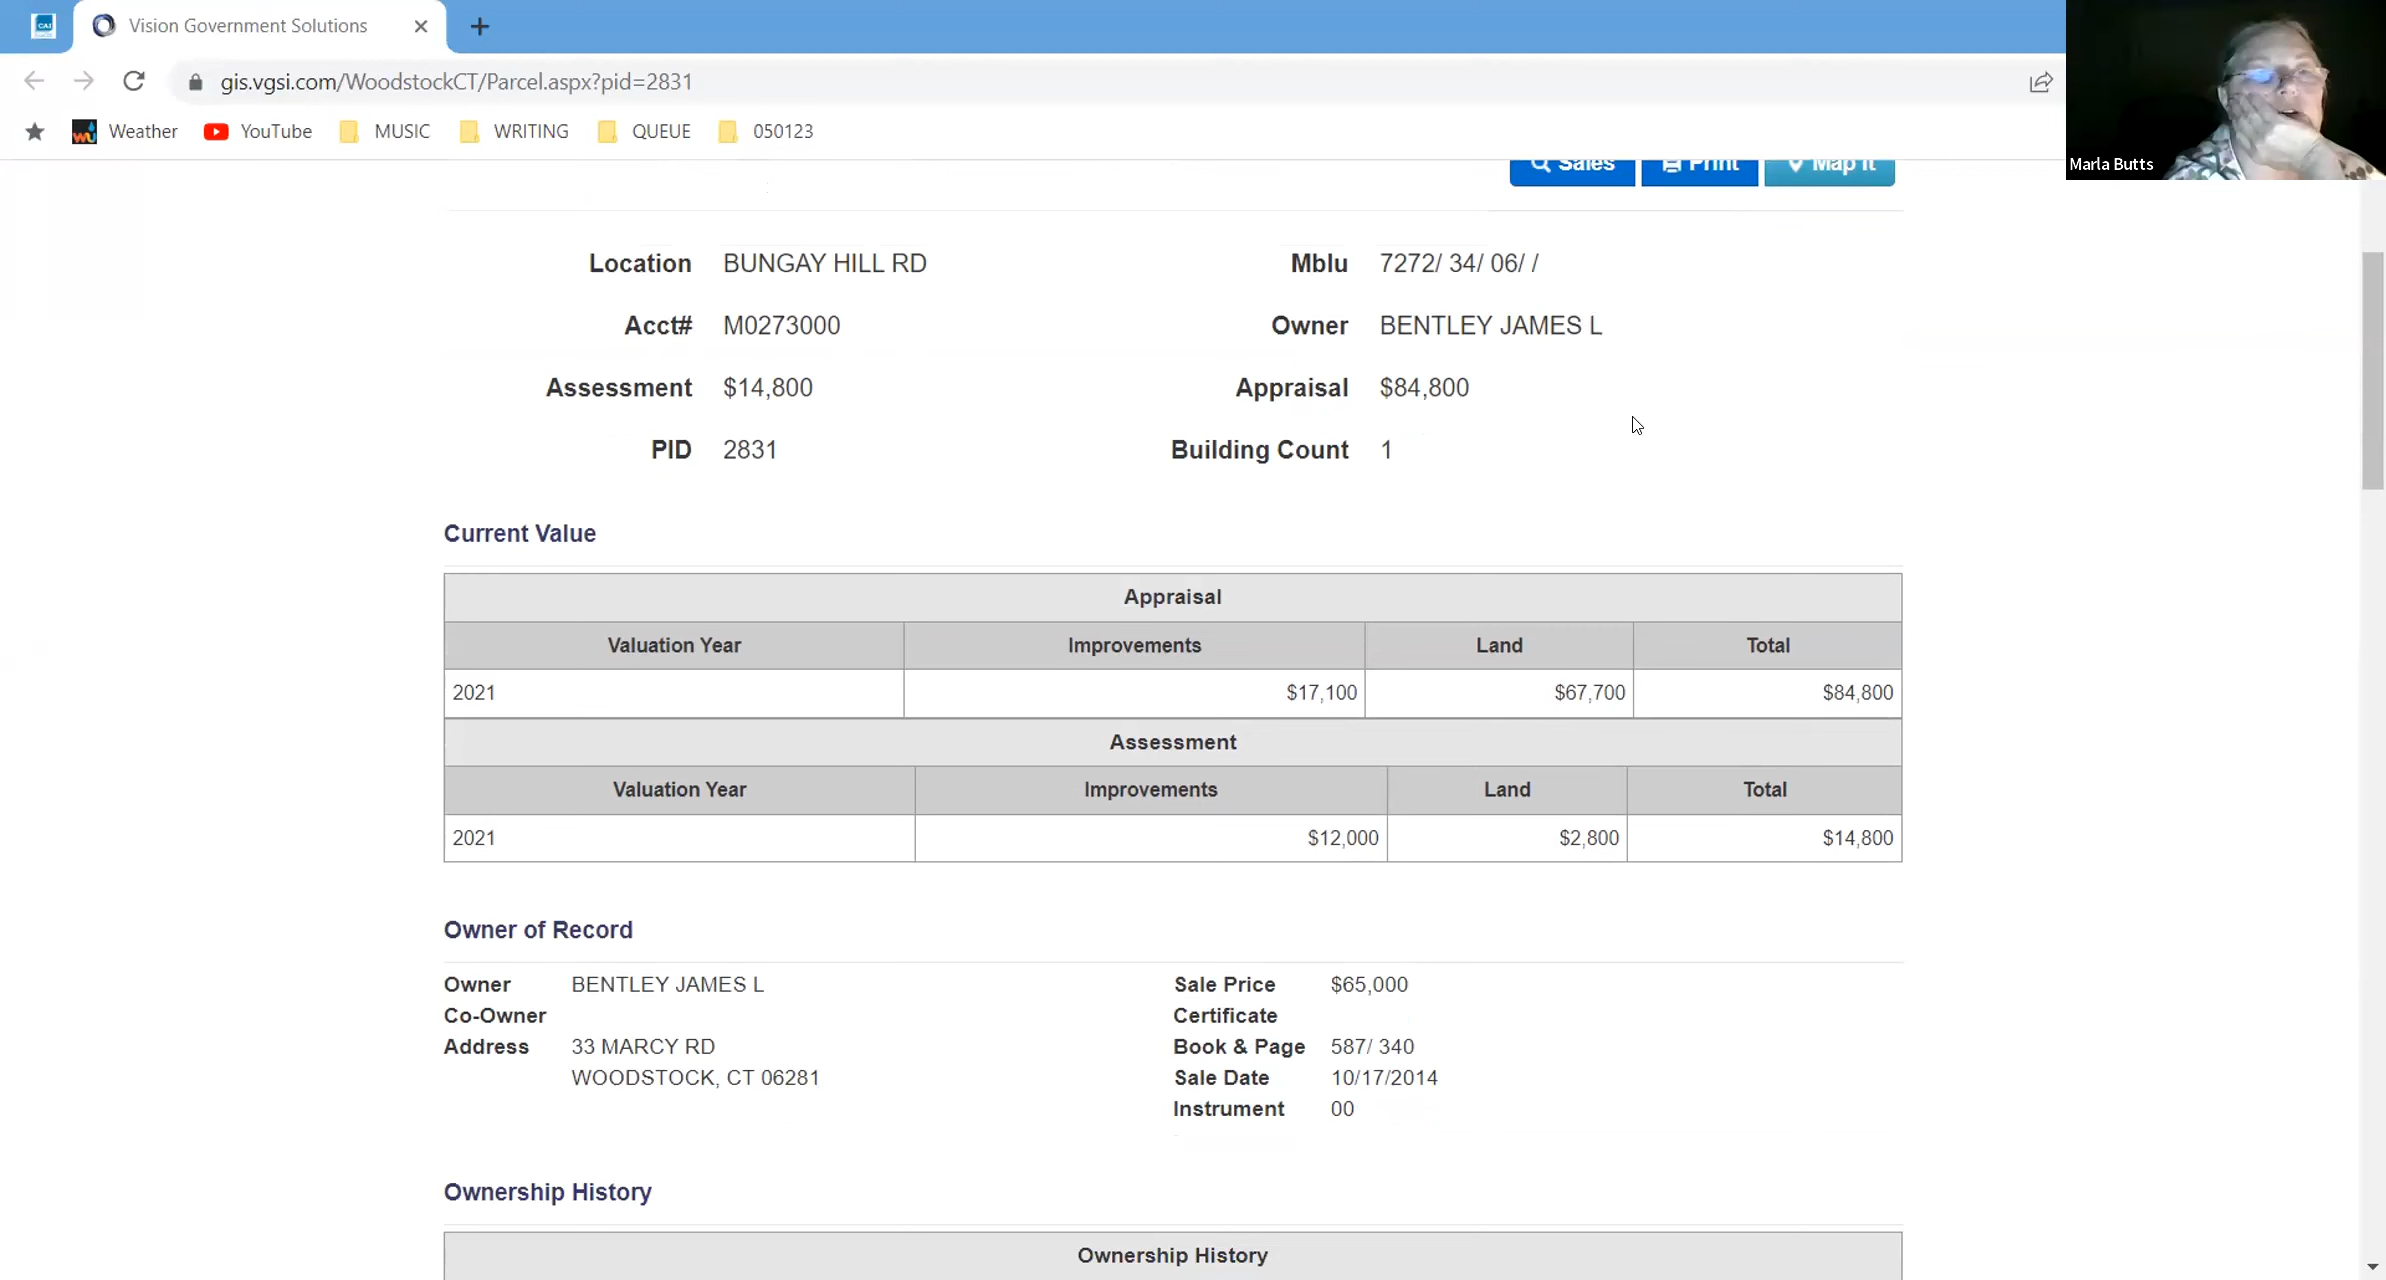 CAI
Vision Government Solutions
gis.vgsi.com/WoodstockCT/Parcel.aspx?pid=2831
Weather YouTube MUSIC WRITING QUEUE 050123
Marla Butts
Sales Print Map It
Location BUNGAY HILL RD Mblu 7272/ 34/ 06/ /
Acct# M0273000 Owner BENTLEY JAMES L
Assessment $14,800 Appraisal $84,800
PID 2831 Building Count 1
Current Value
Appraisal
Valuation Year Improvements Land Total
2021 $17,100 $67,700 $84,800
Assessment
Valuation Year Improvements Land Total
2021 $12,000 $2,800 $14,800
Owner of Record
Owner BENTLEY JAMES L Sale Price $65,000
Co-Owner Certificate
Address 33 MARCY RD Book & Page 587/ 340
WOODSTOCK, CT 06281 Sale Date 10/17/2014
Instrument 00
Ownership History
Ownership History